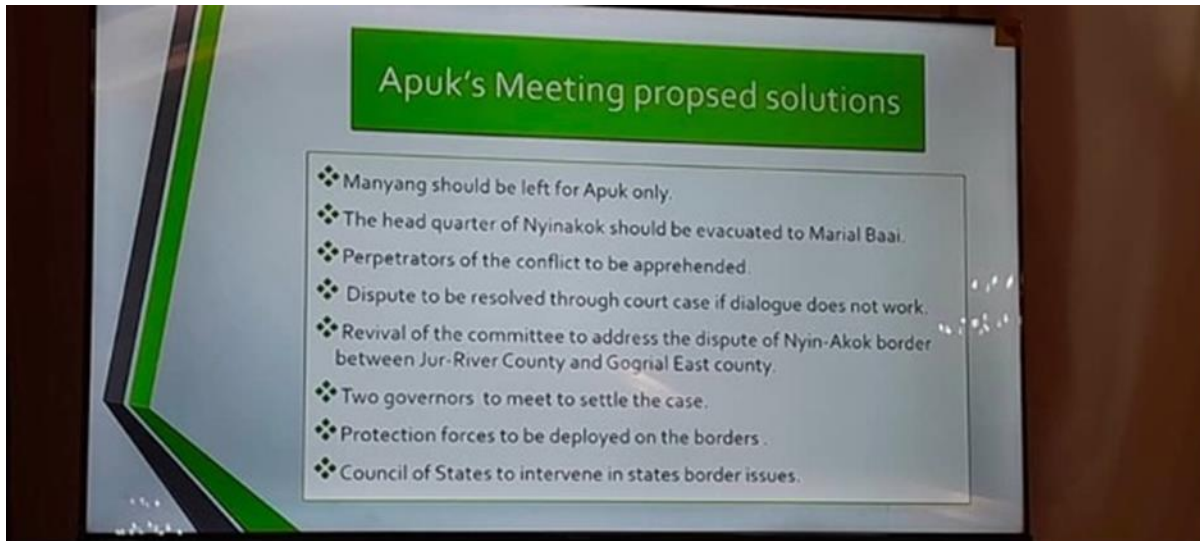 Apuk's Meeting propsed solutions
Manyang should be left for Apuk only.
The head quarter of Nyinakok should be evacuated to Marial Baai.
Perpetrators of the conflict to be apprehended.
Dispute to be resolved through court case if dialogue does not work.
Revival of the committee to address the dispute of Nyin-Akok border
between Jur-River County and Gogrial East county.
Two governors to meet to settle the case.
Protection forces to be deployed on the borders .
Council of States to intervene in states border issues.